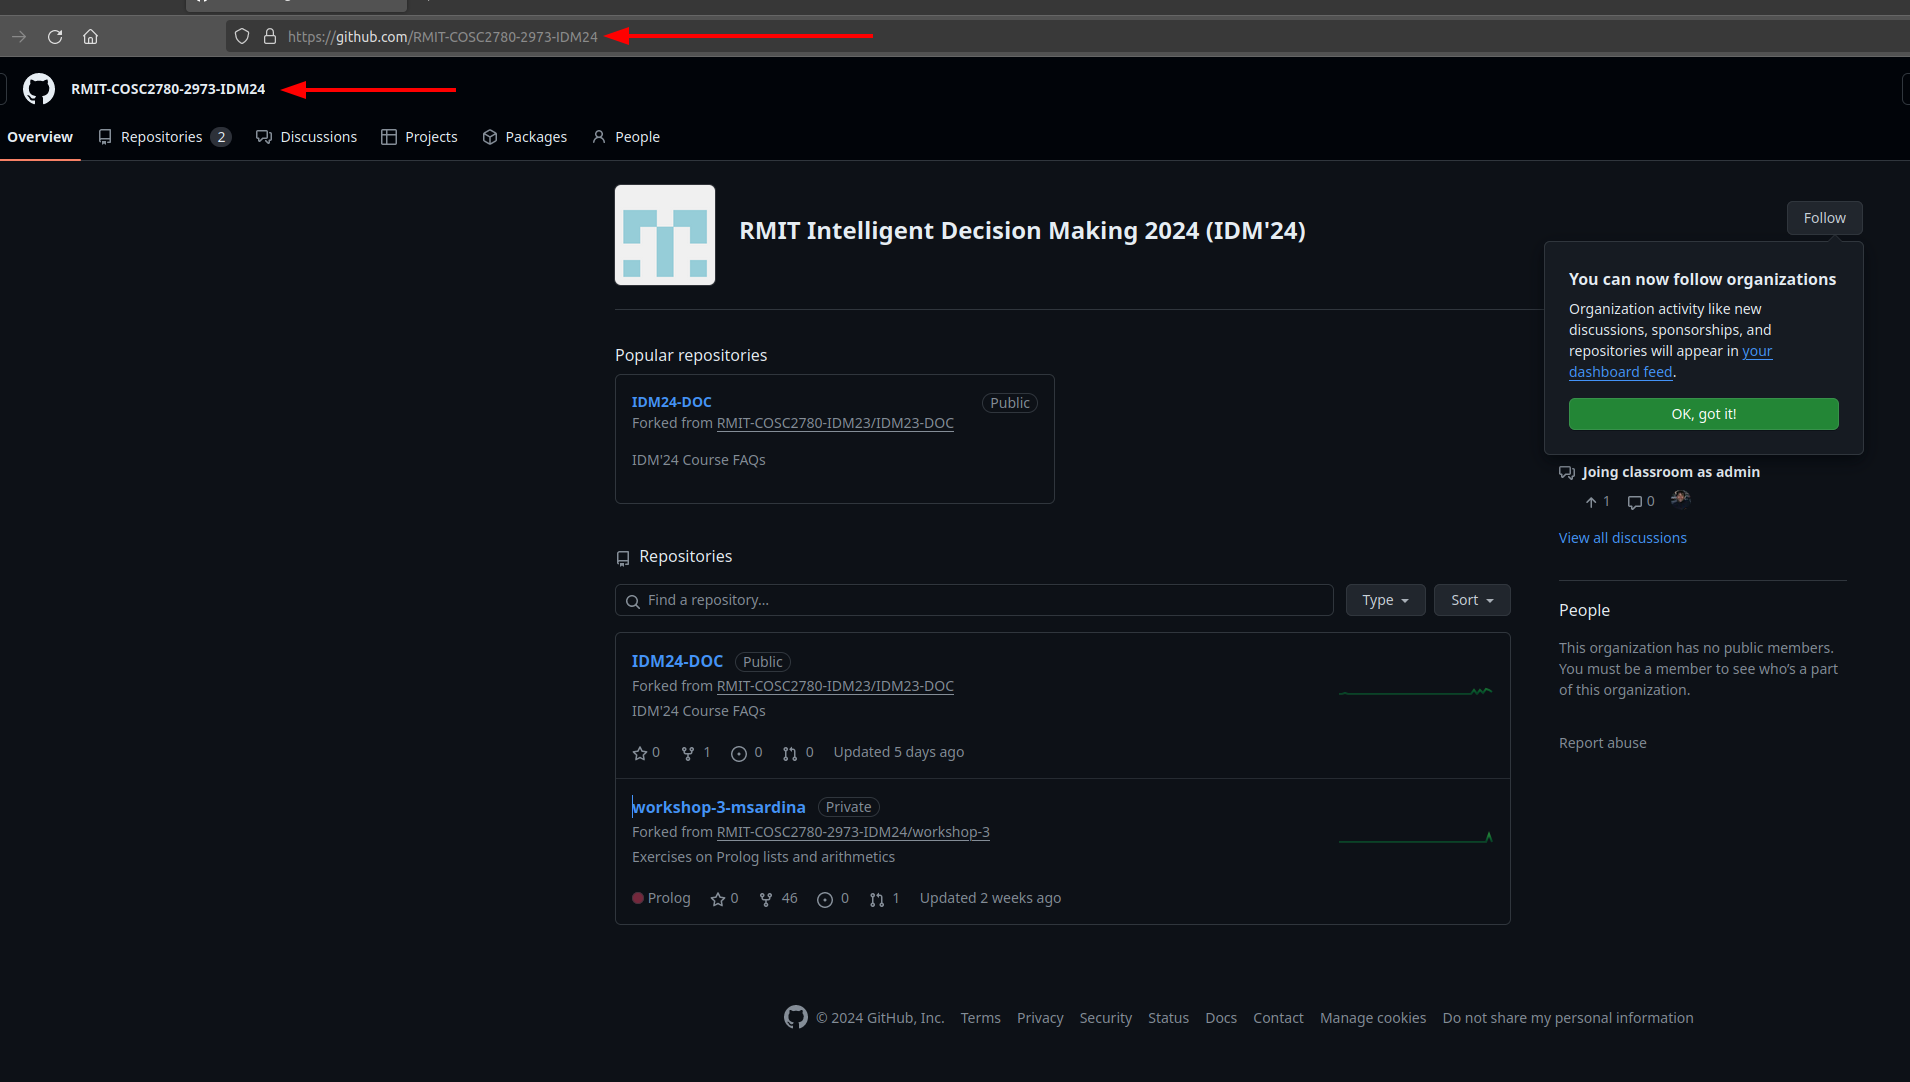 https://github.com/RMIT-COSC2780-2973-IDM24
RMIT-COSC2780-2973-IDM24
Overview Repositories 2 Discussions Projects Packages People
RMIT Intelligent Decision Making 2024 (IDM'24)
Follow
You can now follow organizations
Organization activity like new
discussions, sponsorships, and
repositories will appear in your
dashboard feed.
OK, got it!
Popular repositories
IDM24-DOC Public
Forked from RMIT-COSC2780-IDM23/IDM23-DOC
IDM'24 Course FAQs
Joing classroom as admin
1 0
View all discussions
Repositories
Find a repository...
Type Sort
IDM24-DOC Public
Forked from RMIT-COSC2780-IDM23/IDM23-DOC
IDM'24 Course FAQs
0 1 0 0 Updated 5 days ago
workshop-3-msardina Private
Forked from RMIT-COSC2780-2973-IDM24/workshop-3
Exercises on Prolog lists and arithmetics
Prolog 0 46 0 1 Updated 2 weeks ago
People
This organization has no public members.
You must be a member to see who's a part
of this organization.
Report abuse
© 2024 GitHub, Inc. Terms Privacy Security Status Docs Contact Manage cookies Do not share my personal information